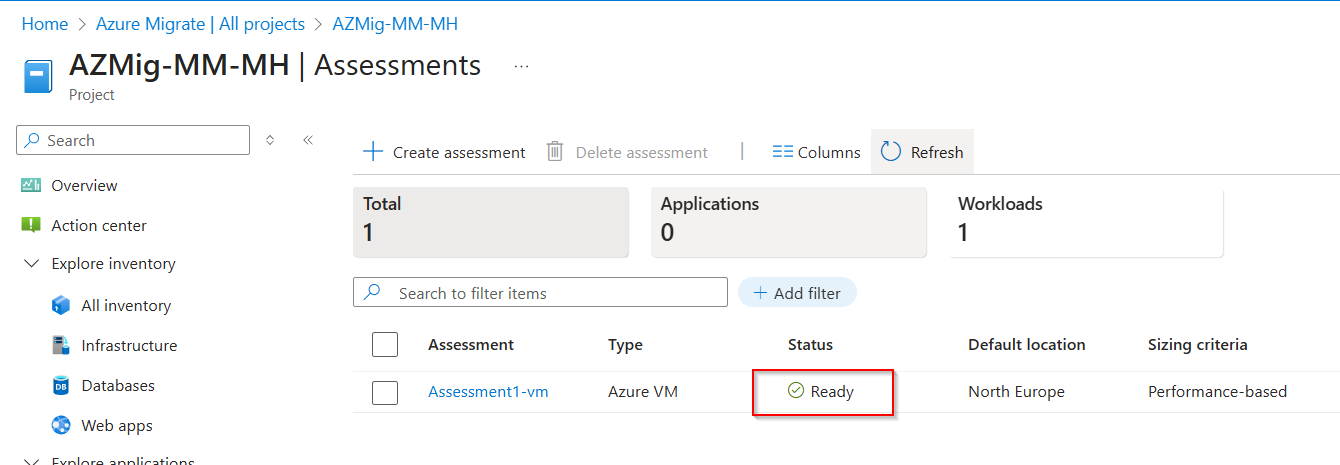 Home > Azure Migrate | All projects > AZMig-MM-MH
AZMig-MM-MH | Assessments ...
Project
Search
Overview
Action center
Explore inventory
All inventory
Infrastructure
Databases
Web apps
Explore applications
+ Create assessment Delete assessment | Columns Refresh
Total Applications Workloads
1 0 1
Search to filter items + Add filter
Assessment Type Status Default location Sizing criteria
Assessment1-vm Azure VM Ready North Europe Performance-based